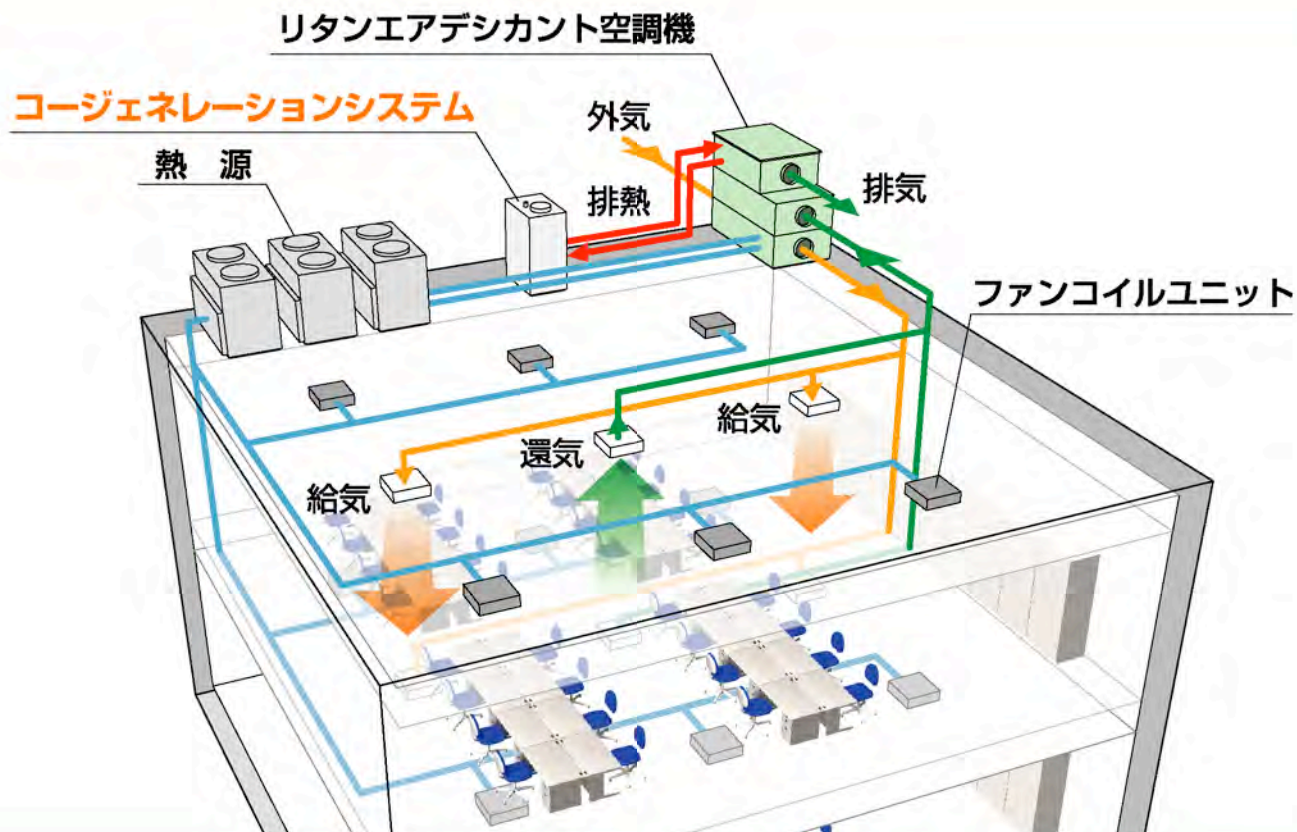 リタンエアデシカント空調機
コージェネレーションシステム
外気
熱 源
排熱
排気
ファンコイルユニット
給気
還気
給気